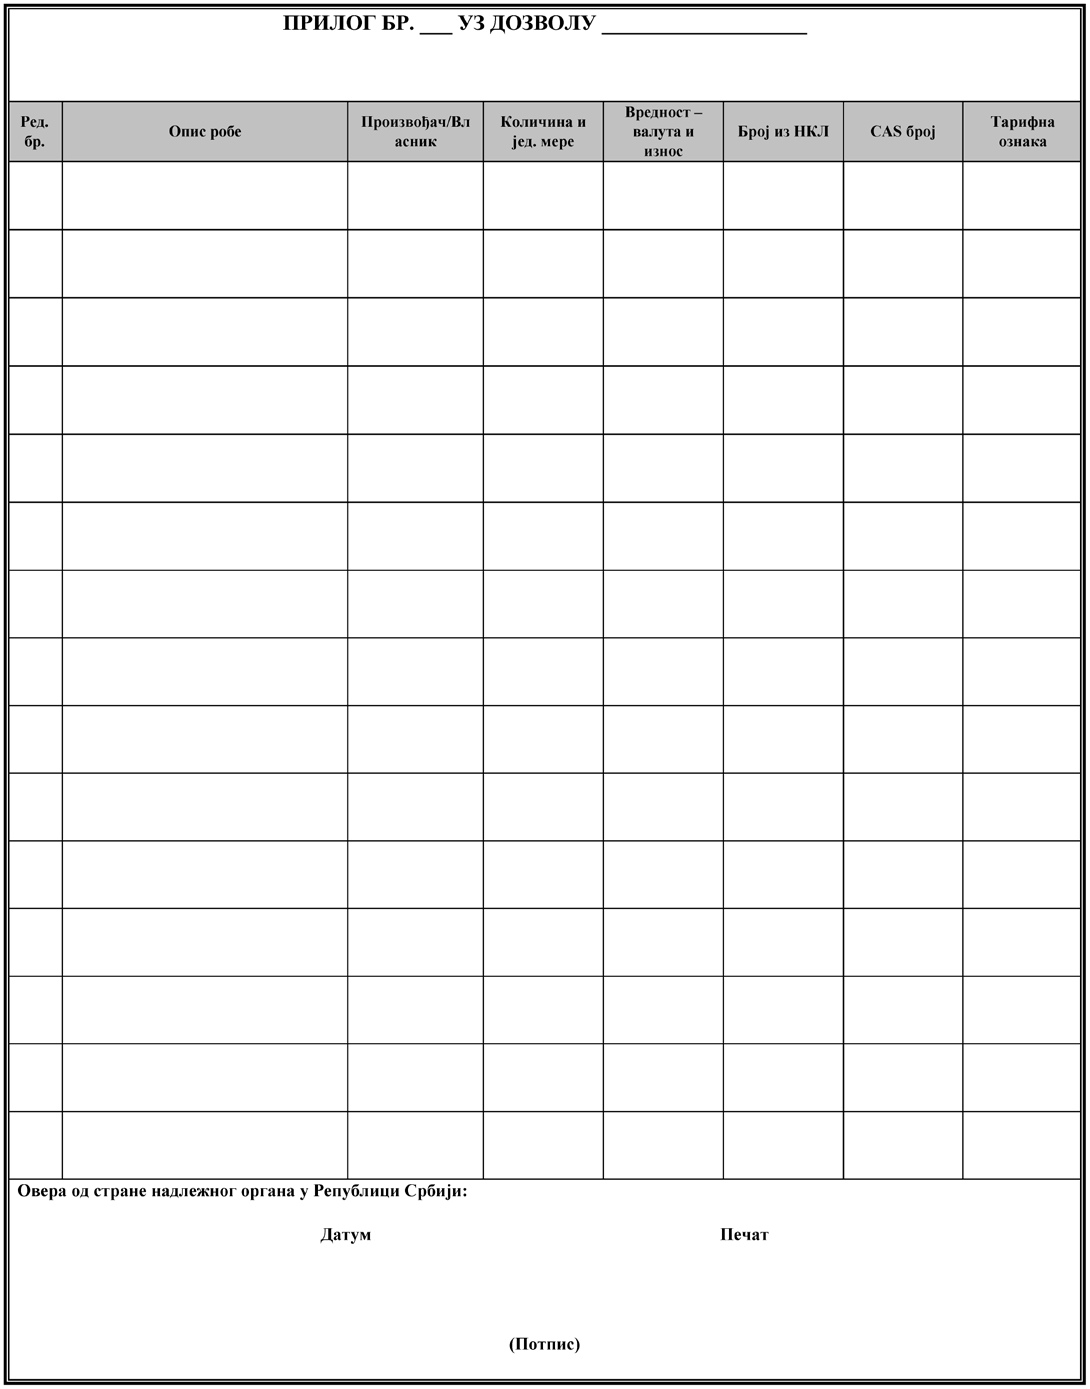 ПРИЛОГ БР. ___ УЗ ДОЗВОЛУ ___________________
Ред.
бр.
Опис робе
Произвођач/Вл
асник
Количина и
јед. мере
Вредност –
валута и
износ
Број из НКЛ
CAS број
Тарифна
ознака
Овера од стране надлежног органа у Републици Србији:
Датум
Печат
(Потпис)